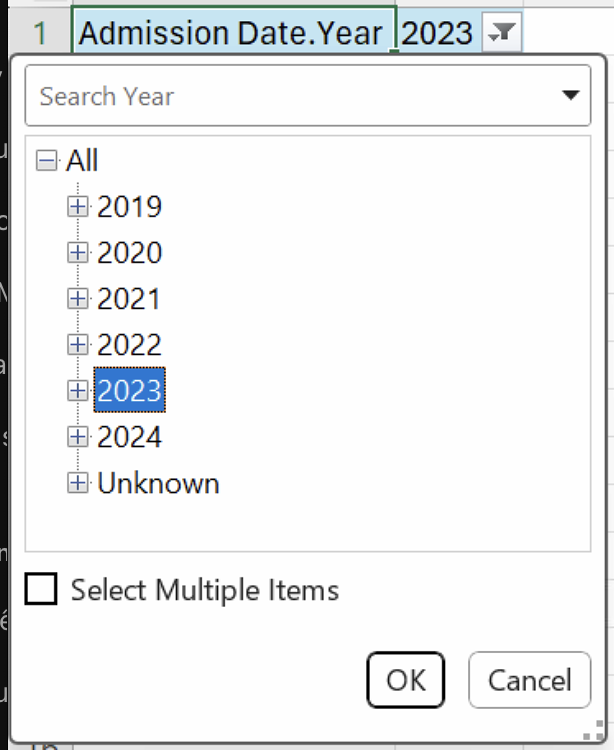 1 Admission Date.Year 2023
Search Year
All
2019
2020
2021
2022
2023
2024
Unknown
Select Multiple Items
OK Cancel